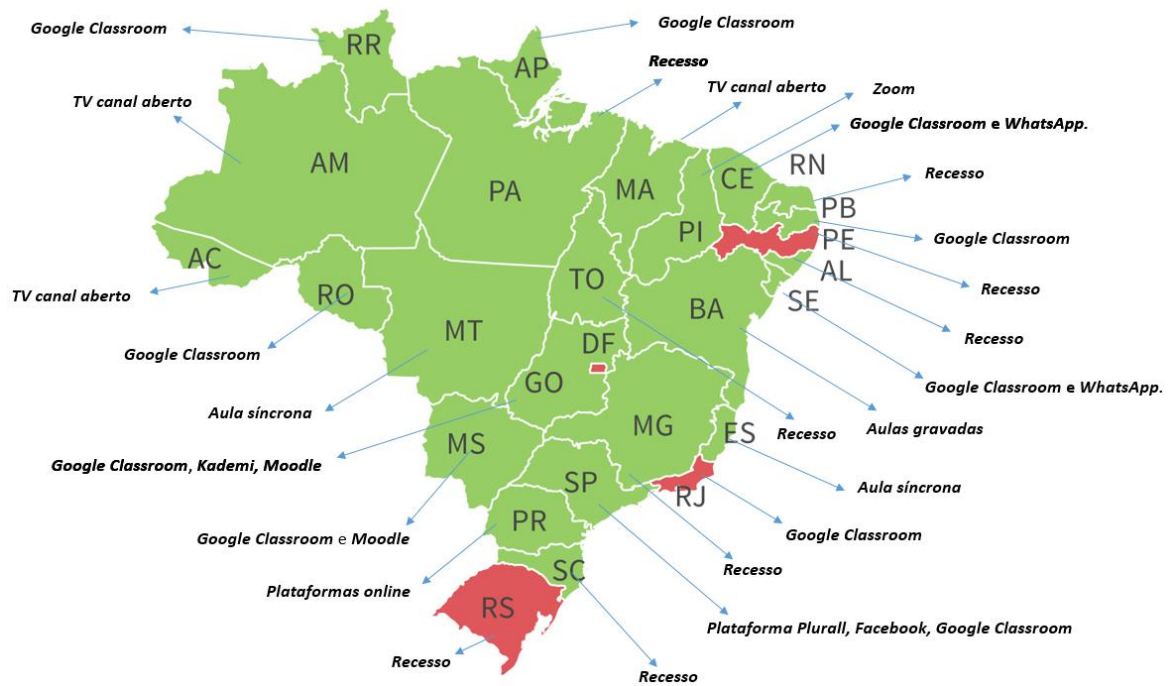 Google Classroom
RR
Google Classroom
AP
Recesso
TV canal aberto
TV canal aberto
Zoom
Google Classroom e WhatsApp.
AM
PA
MA
CE
RN
Recesso
PI
PB
Google Classroom
PE
AC
TO
AL
Recesso
TV canal aberto
RO
BA
SE
MT
Recesso
Google Classroom
DF
GO
Google Classroom e WhatsApp.
Aula síncrona
Aulas gravadas
Recesso
MG
ES
MS
Google Classroom, Kademi, Moodle
SP
Aula síncrona
RJ
PR
Google Classroom
Google Classroom e Moodle
SC
Recesso
Plataformas online
RS
Plataforma Plurall, Facebook, Google Classroom
Recesso
Recesso